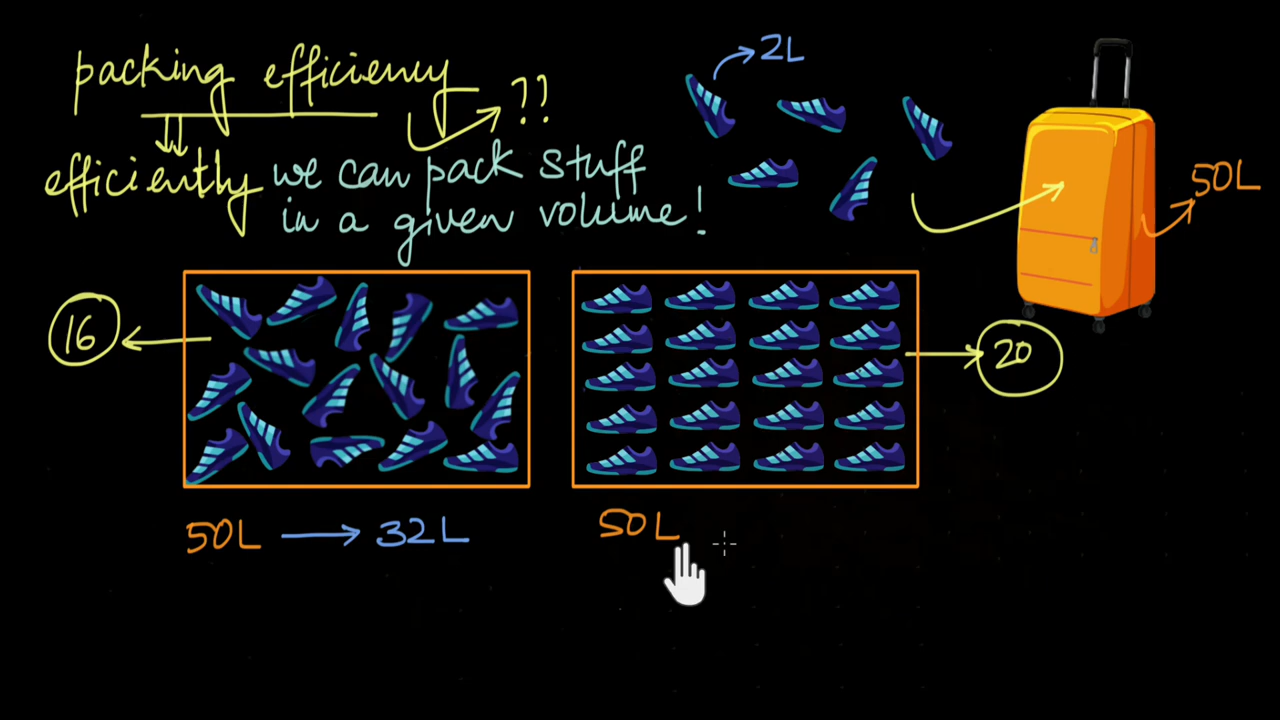 packing efficiency ??
efficiently we can pack stuff
in a given volume!
2L
50L
16
20
50L → 32L
50L